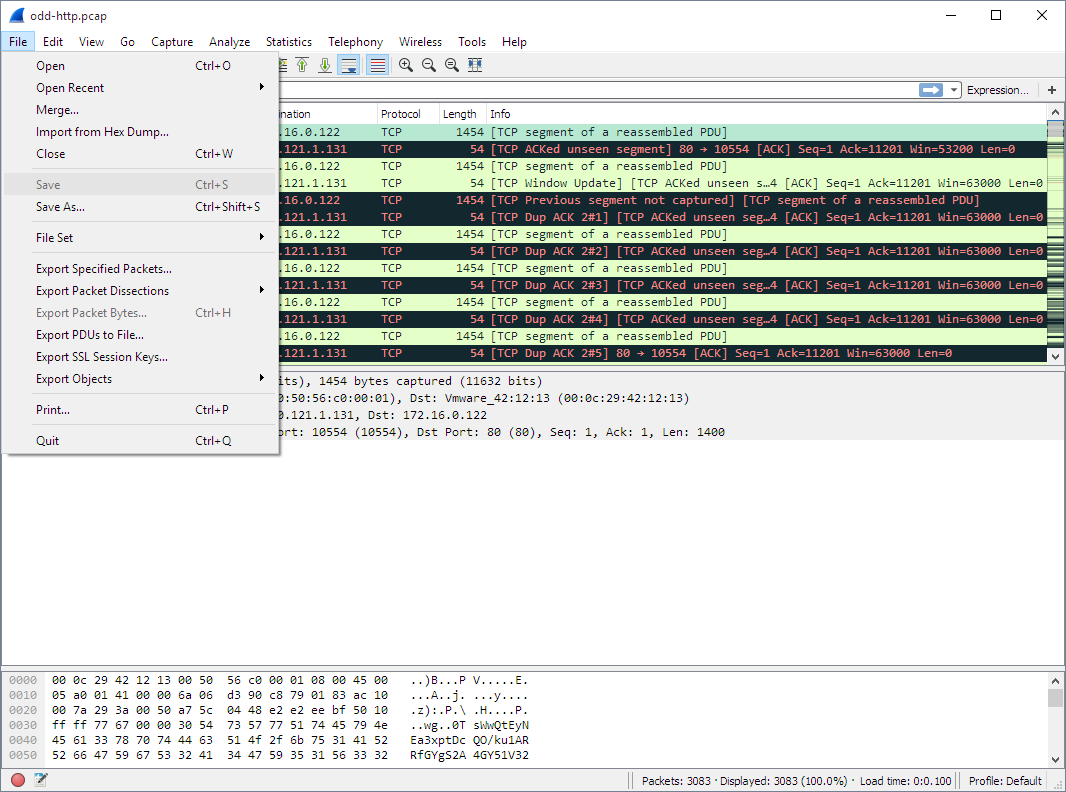 odd-http.pcap
File Edit View Go Capture Analyze Statistics Telephony Wireless Tools Help
Open Ctrl+O
Open Recent
Merge...
Import from Hex Dump...
Close Ctrl+W
Save Ctrl+S
Save As... Ctrl+Shift+S
File Set
Export Specified Packets...
Export Packet Dissections
Export Packet Bytes... Ctrl+H
Export PDUs to File...
Export SSL Session Keys...
Export Objects
Print... Ctrl+P
Quit Ctrl+Q
Expression... +
ination Protocol Length Info
.16.0.122 TCP 1454 [TCP segment of a reassembled PDU]
.121.1.131 TCP 54 [TCP ACKed unseen segment] 80 → 10554 [ACK] Seq=1 Ack=11201 Win=53200 Len=0
.16.0.122 TCP 1454 [TCP segment of a reassembled PDU]
.121.1.131 TCP 54 [TCP Window Update] [TCP ACKed unseen s…4 [ACK] Seq=1 Ack=11201 Win=63000 Len=0
.16.0.122 TCP 1454 [TCP Previous segment not captured] [TCP segment of a reassembled PDU]
.121.1.131 TCP 54 [TCP Dup ACK 2#1] [TCP ACKed unseen seg…4 [ACK] Seq=1 Ack=11201 Win=63000 Len=0
.16.0.122 TCP 1454 [TCP segment of a reassembled PDU]
.121.1.131 TCP 54 [TCP Dup ACK 2#2] [TCP ACKed unseen seg…4 [ACK] Seq=1 Ack=11201 Win=63000 Len=0
.16.0.122 TCP 1454 [TCP segment of a reassembled PDU]
.121.1.131 TCP 54 [TCP Dup ACK 2#3] [TCP ACKed unseen seg…4 [ACK] Seq=1 Ack=11201 Win=63000 Len=0
.16.0.122 TCP 1454 [TCP segment of a reassembled PDU]
.121.1.131 TCP 54 [TCP Dup ACK 2#4] [TCP ACKed unseen seg…4 [ACK] Seq=1 Ack=11201 Win=63000 Len=0
.16.0.122 TCP 1454 [TCP segment of a reassembled PDU]
.121.1.131 TCP 54 [TCP Dup ACK 2#5] 80 → 10554 [ACK] Seq=1 Ack=11201 Win=63000 Len=0
its), 1454 bytes captured (11632 bits)
0:50:56:c0:00:01), Dst: Vmware_42:12:13 (00:0c:29:42:12:13)
0.121.1.131, Dst: 172.16.0.122
ort: 10554 (10554), Dst Port: 80 (80), Seq: 1, Ack: 1, Len: 1400
0000 00 0c 29 42 12 13 00 50 56 c0 00 01 08 00 45 00 ..)B...P V.....E.
0010 05 a0 01 41 00 00 6a 06 d3 90 c8 79 01 83 ac 10 ...A..j. ...y....
0020 00 7a 29 3a 00 50 a7 5c 04 48 e2 e2 ee bf 50 10 .z):.P.\ .H....P.
0030 ff ff 77 67 00 00 30 54 73 57 77 51 74 45 79 4e ..wg..0T sWwQtEyN
0040 45 61 33 78 70 74 44 63 51 4f 2f 6b 75 31 41 52 Ea3xptDc QO/ku1AR
0050 52 66 47 59 67 53 32 41 34 47 59 35 31 56 33 32 RfGYgS2A 4GY51V32
Packets: 3083 · Displayed: 3083 (100.0%) · Load time: 0:0.100 Profile: Default